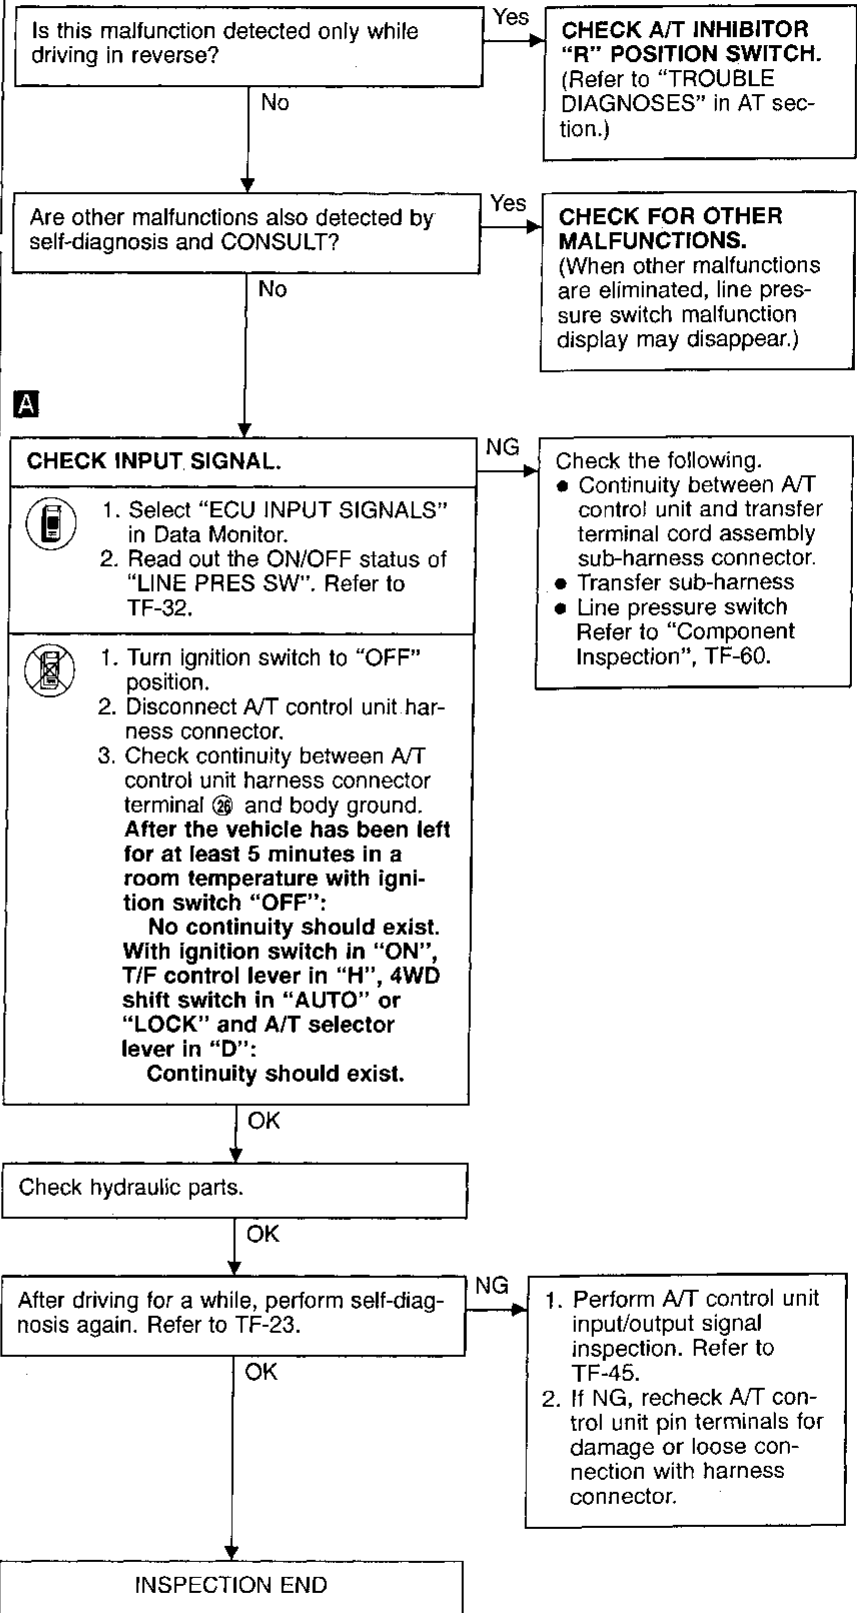 Is this malfunction detected only while
driving in reverse?
Yes
CHECK A/T INHIBITOR
“R” POSITION SWITCH.
(Refer to “TROUBLE
DIAGNOSES” in AT sec-
tion.)
No
Are other malfunctions also detected by
self-diagnosis and CONSULT?
Yes
CHECK FOR OTHER
MALFUNCTIONS.
(When other malfunctions
are eliminated, line pres-
sure switch malfunction
display may disappear.)
No
A
CHECK INPUT SIGNAL.
1. Select “ECU INPUT SIGNALS”
in Data Monitor.
2. Read out the ON/OFF status of
“LINE PRES SW”. Refer to
TF-32.
1. Turn ignition switch to “OFF”
position.
2. Disconnect A/T control unit har-
ness connector.
3. Check continuity between A/T
control unit harness connector
terminal ㉖ and body ground.
After the vehicle has been left
for at least 5 minutes in a
room temperature with igni-
tion switch “OFF”:
No continuity should exist.
With ignition switch in “ON”,
T/F control lever in “H”, 4WD
shift switch in “AUTO” or
“LOCK” and A/T selector
lever in “D”:
Continuity should exist.
NG
Check the following.
● Continuity between A/T
control unit and transfer
terminal cord assembly
sub-harness connector.
● Transfer sub-harness
● Line pressure switch
Refer to “Component
Inspection”, TF-60.
OK
Check hydraulic parts.
OK
After driving for a while, perform self-diag-
nosis again. Refer to TF-23.
NG
1. Perform A/T control unit
input/output signal
inspection. Refer to
TF-45.
2. If NG, recheck A/T con-
trol unit pin terminals for
damage or loose con-
nection with harness
connector.
OK
INSPECTION END